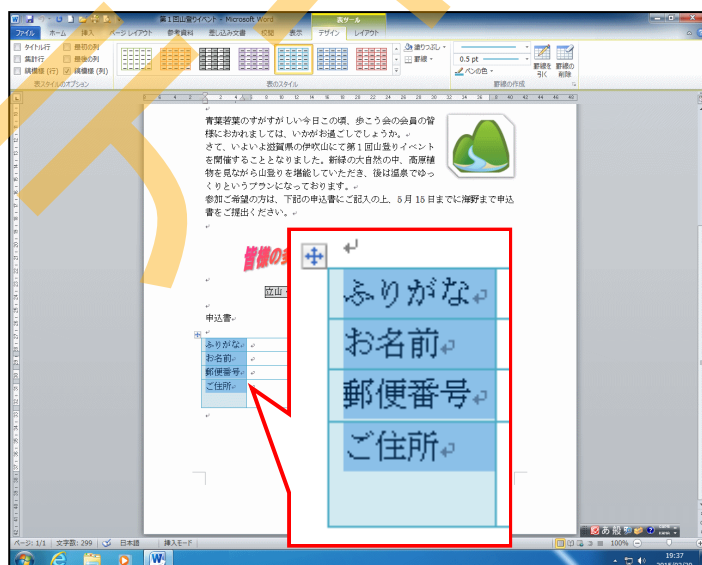 第1回山登りイベント - Microsoft Word
表ツール
ファイル ホーム 挿入 ページ レイアウト 参考資料 差し込み文書 校閲 表示 デザイン レイアウト
タイトル行 最初の列
集計行 最後の列
縞模様 (行) 縞模様 (列)
表スタイルのオプション
表のスタイル
塗りつぶし
罫線
0.5 pt
ペンの色
罫線を引く
罫線の削除
罫線の作成
青葉若葉のすがすがしい今日この頃、歩こう会の会員の皆
様におかれましては、いかがお過ごしでしょうか。
さて、いよいよ滋賀県の伊吹山にて第1回山登りイベント
を開催することとなりました。新緑の大自然の中、高原植
物を見ながら山登りを堪能していただき、後は温泉でゆっ
くりというプランになっております。
参加ご希望の方は、下記の申込書にご記入の上、5月15日までに海野まで申込
書をご提出ください。
皆様の
立山
申込書
ふりがな
お名前
郵便番号
ご住所
ふりがな
お名前
郵便番号
ご住所
ページ: 1/1 文字数: 299 日本語 挿入モード
あ 般
100%
19:37